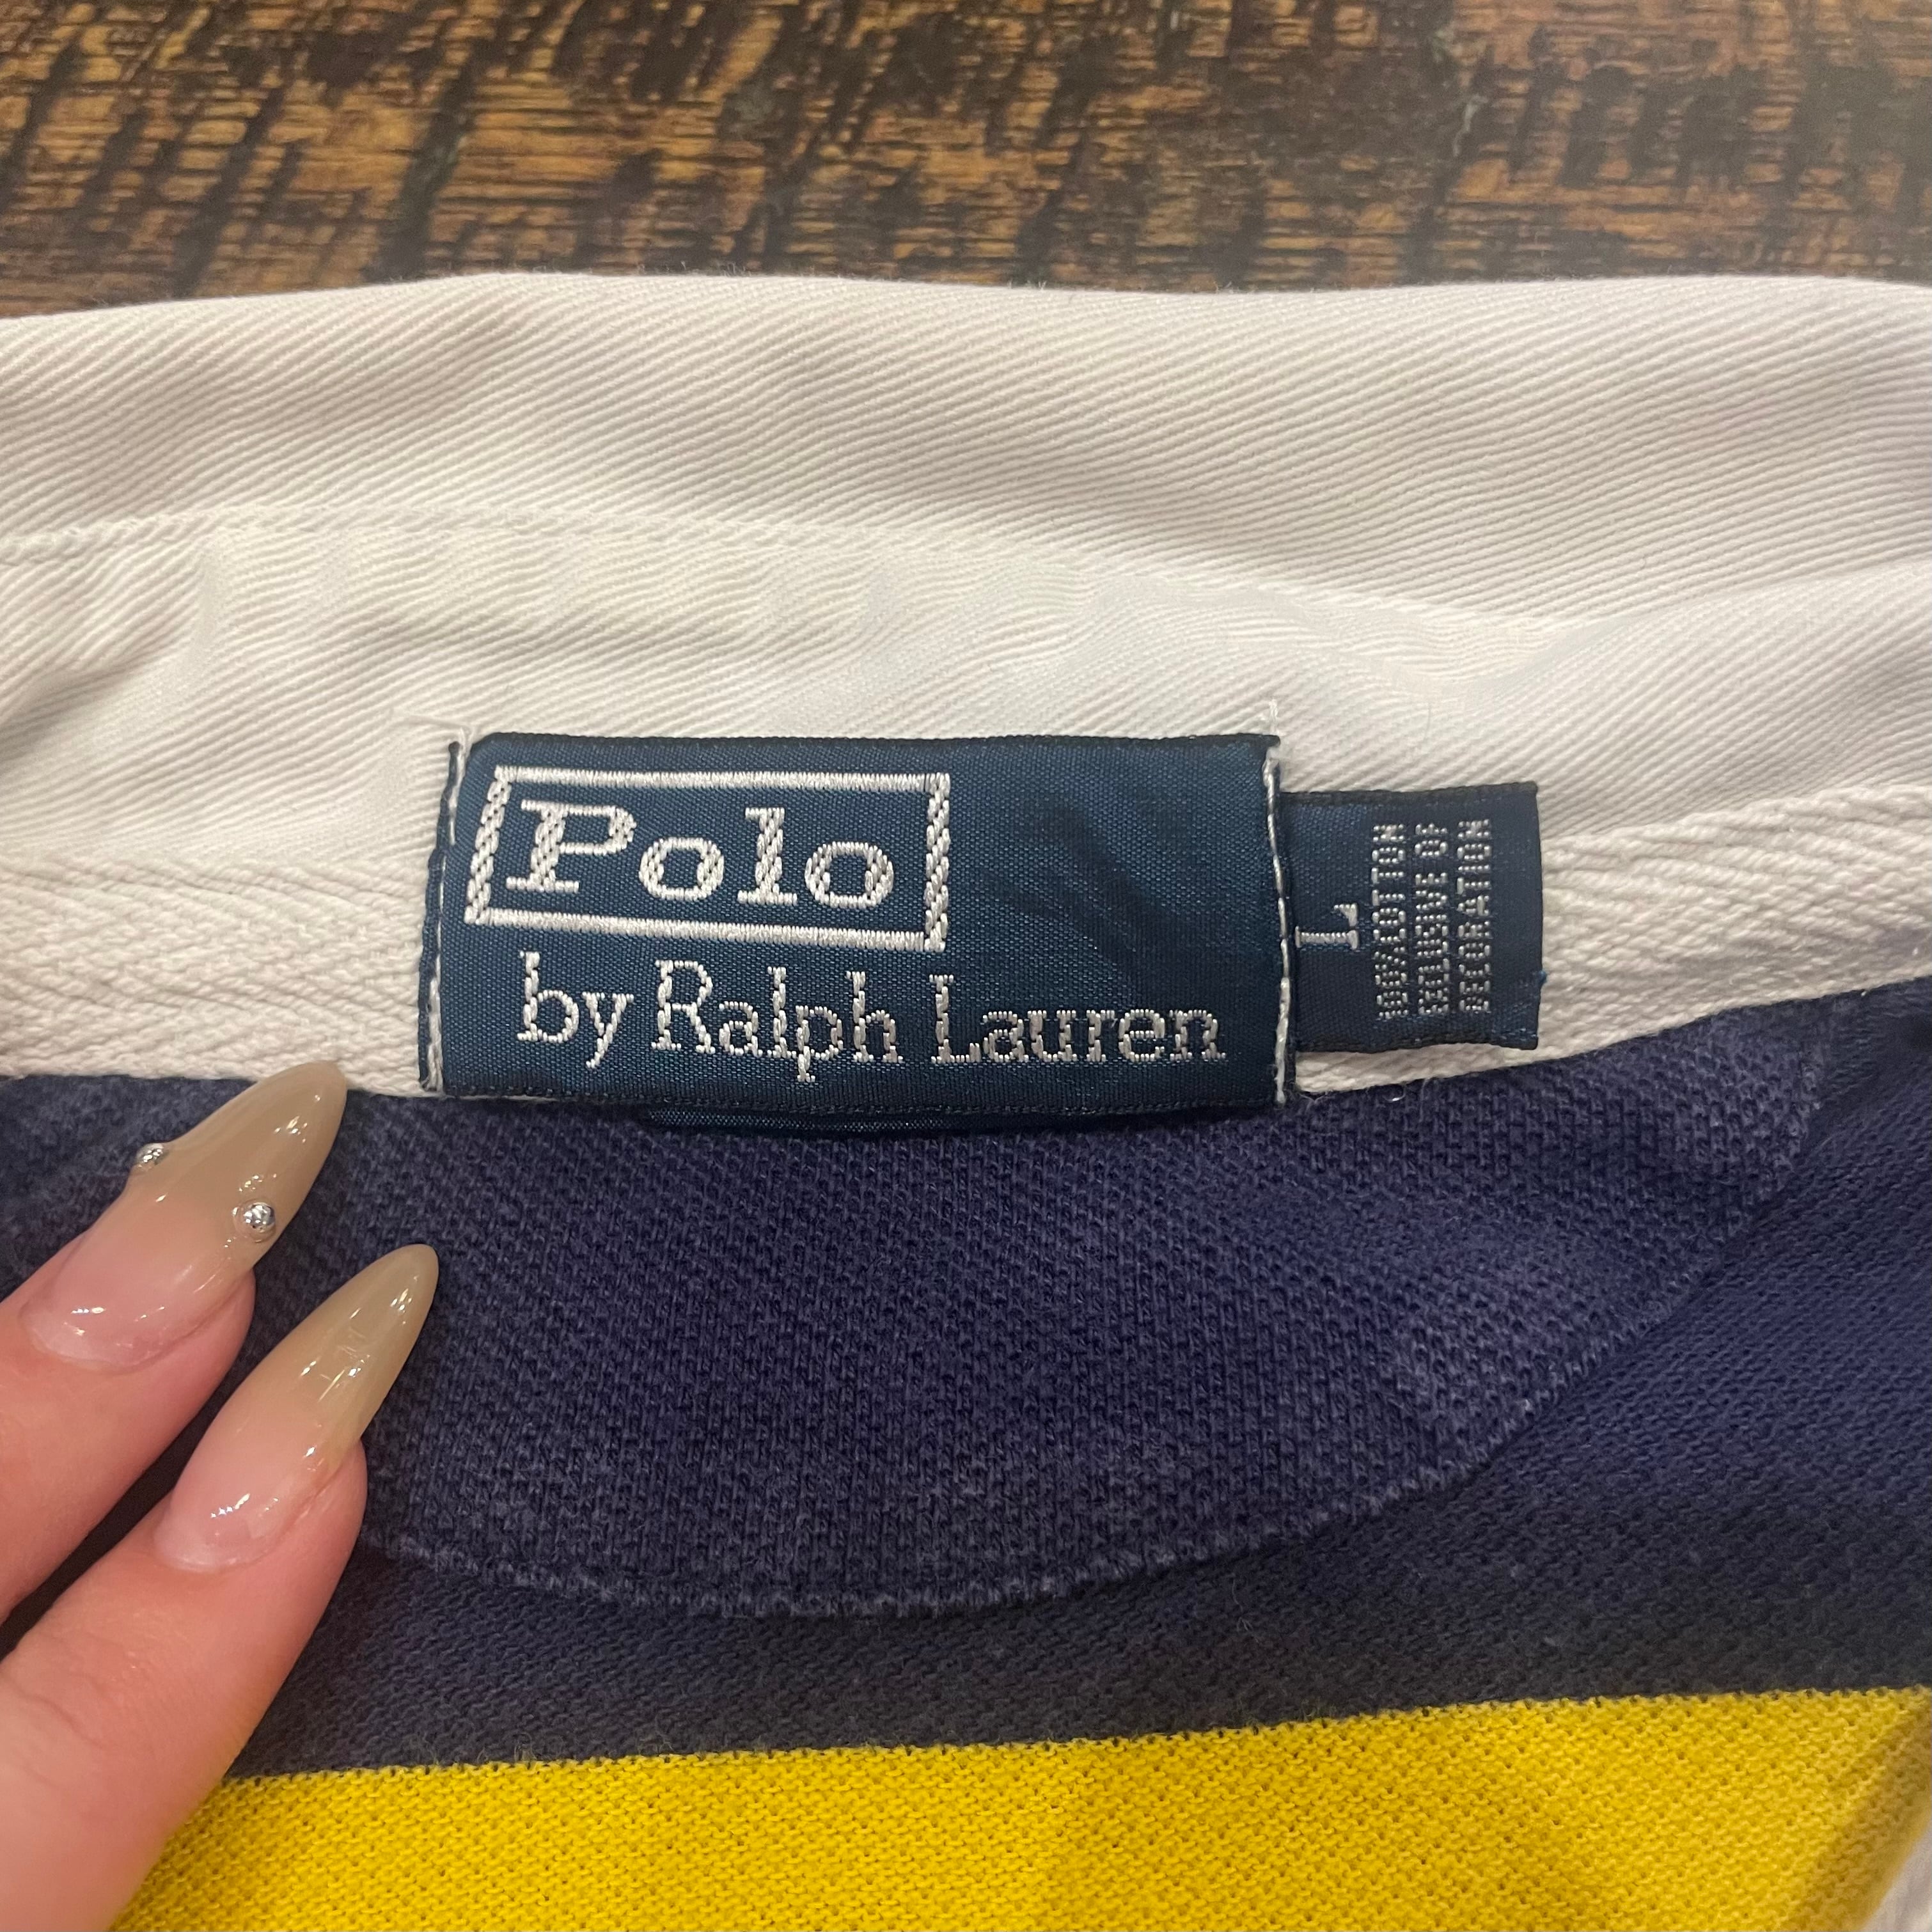 Polo
by Ralph Lauren
L
100% COTTON
EXCLUSIVE OF
DECORATION